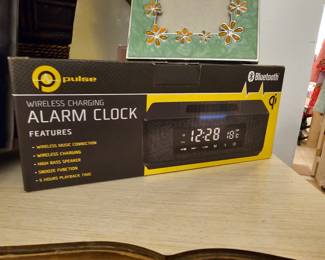 pulse
Bluetooth
WIRELESS CHARGING
ALARM CLOCK
FEATURES
• WIRELESS MUSIC CONNECTION
• WIRELESS CHARGING
• HIGH BASS SPEAKER
• SNOOZE FUNCTION
• 5 HOURS PLAYBACK TIME
qi
12:28 18°C